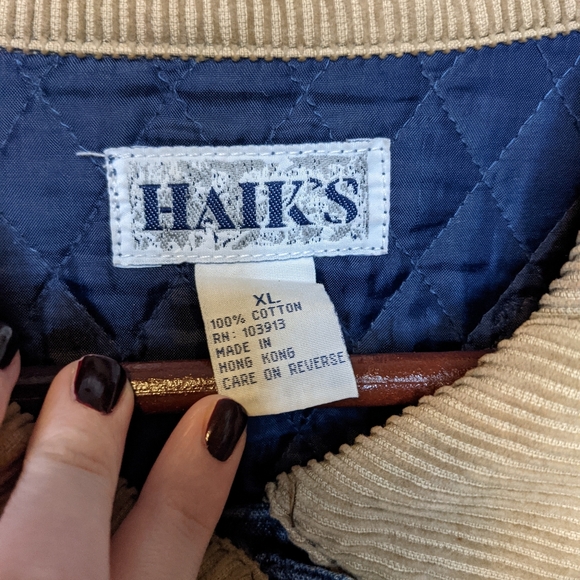 HAIK'S
XL
100% COTTON
RN: 103913
MADE IN
HONG KONG
CARE ON REVERSE